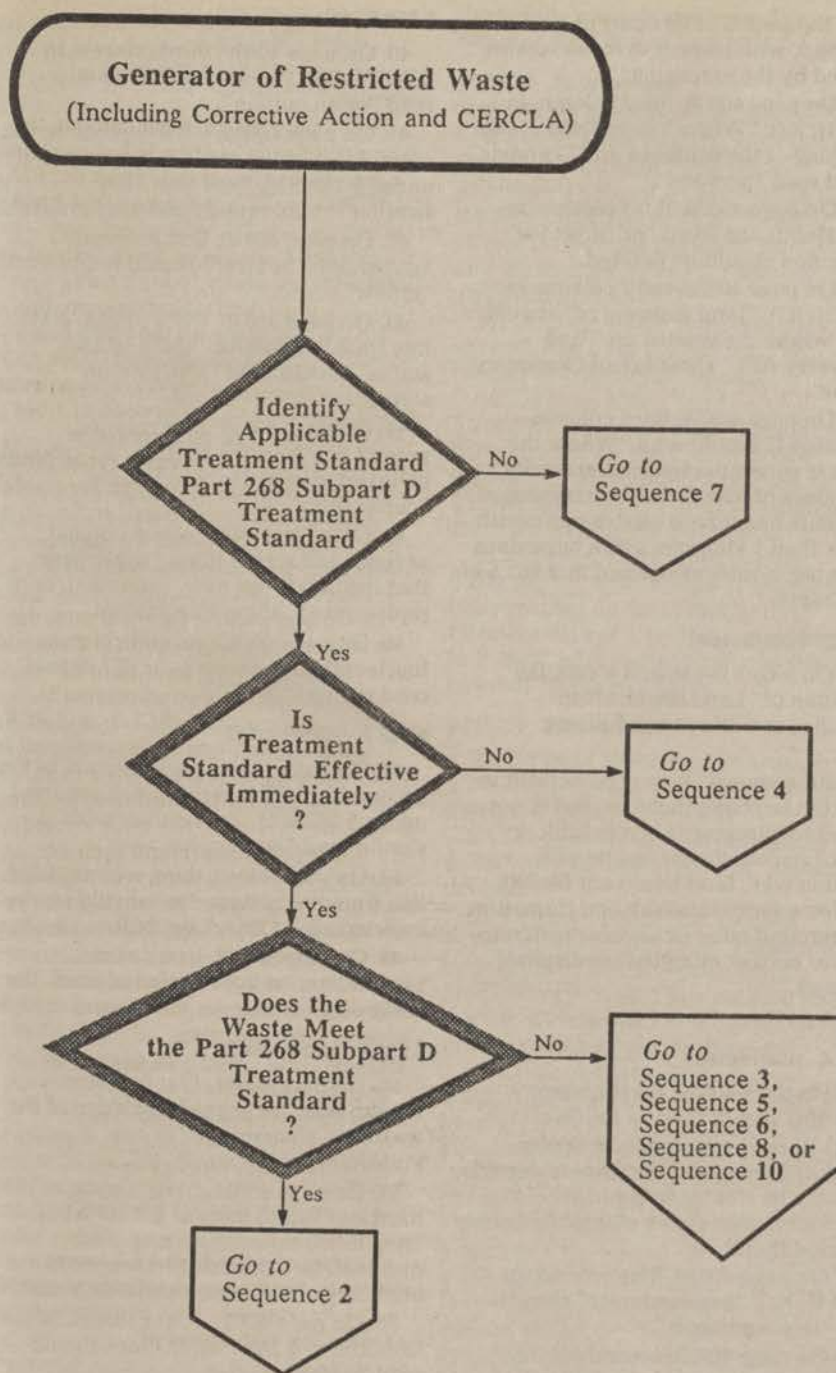 Generator of Restricted Waste
(Including Corrective Action and CERCLA)
Identify
Applicable
Treatment Standard
Part 268 Subpart D
Treatment
Standard
No
Go to
Sequence 7
Yes
Is
Treatment
Standard Effective
Immediately
?
No
Go to
Sequence 4
Yes
Does the
Waste Meet
the Part 268 Subpart D
Treatment
Standard
?
No
Go to
Sequence 3,
Sequence 5,
Sequence 6,
Sequence 8, or
Sequence 10
Yes
Go to
Sequence 2